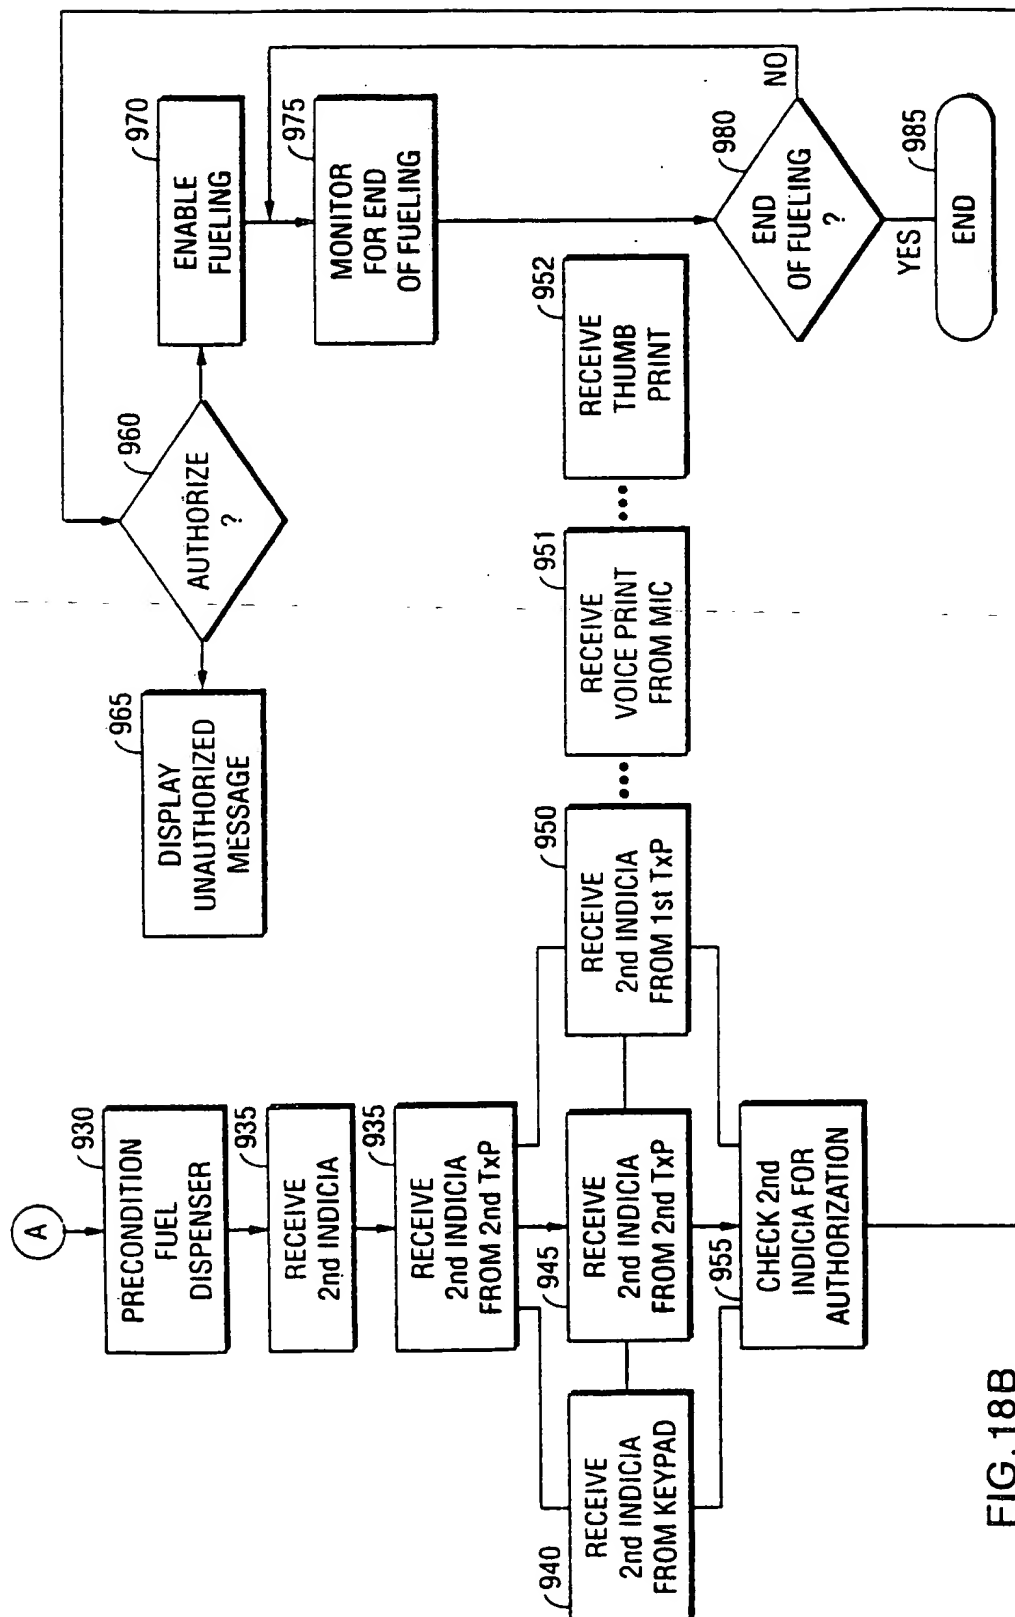 A
930
PRECONDITION
FUEL
DISPENSER
935
RECEIVE
2nd INDICIA
935
RECEIVE
2nd INDICIA
FROM 2nd TxP
940
RECEIVE
2nd INDICIA
FROM KEYPAD
945
RECEIVE
2nd INDICIA
FROM 2nd TxP
950
RECEIVE
2nd INDICIA
FROM 1st TxP
•••
951
RECEIVE
VOICE PRINT
FROM MIC
•••
952
RECEIVE
THUMB
PRINT
955
CHECK 2nd
INDICIA FOR
AUTHORIZATION
960
AUTHORIZE
?
965
DISPLAY
UNAUTHORIZED
MESSAGE
970
ENABLE
FUELING
975
MONITOR
FOR END
OF FUELING
980
END
OF FUELING
?
NO
YES
985
END
FIG. 18B